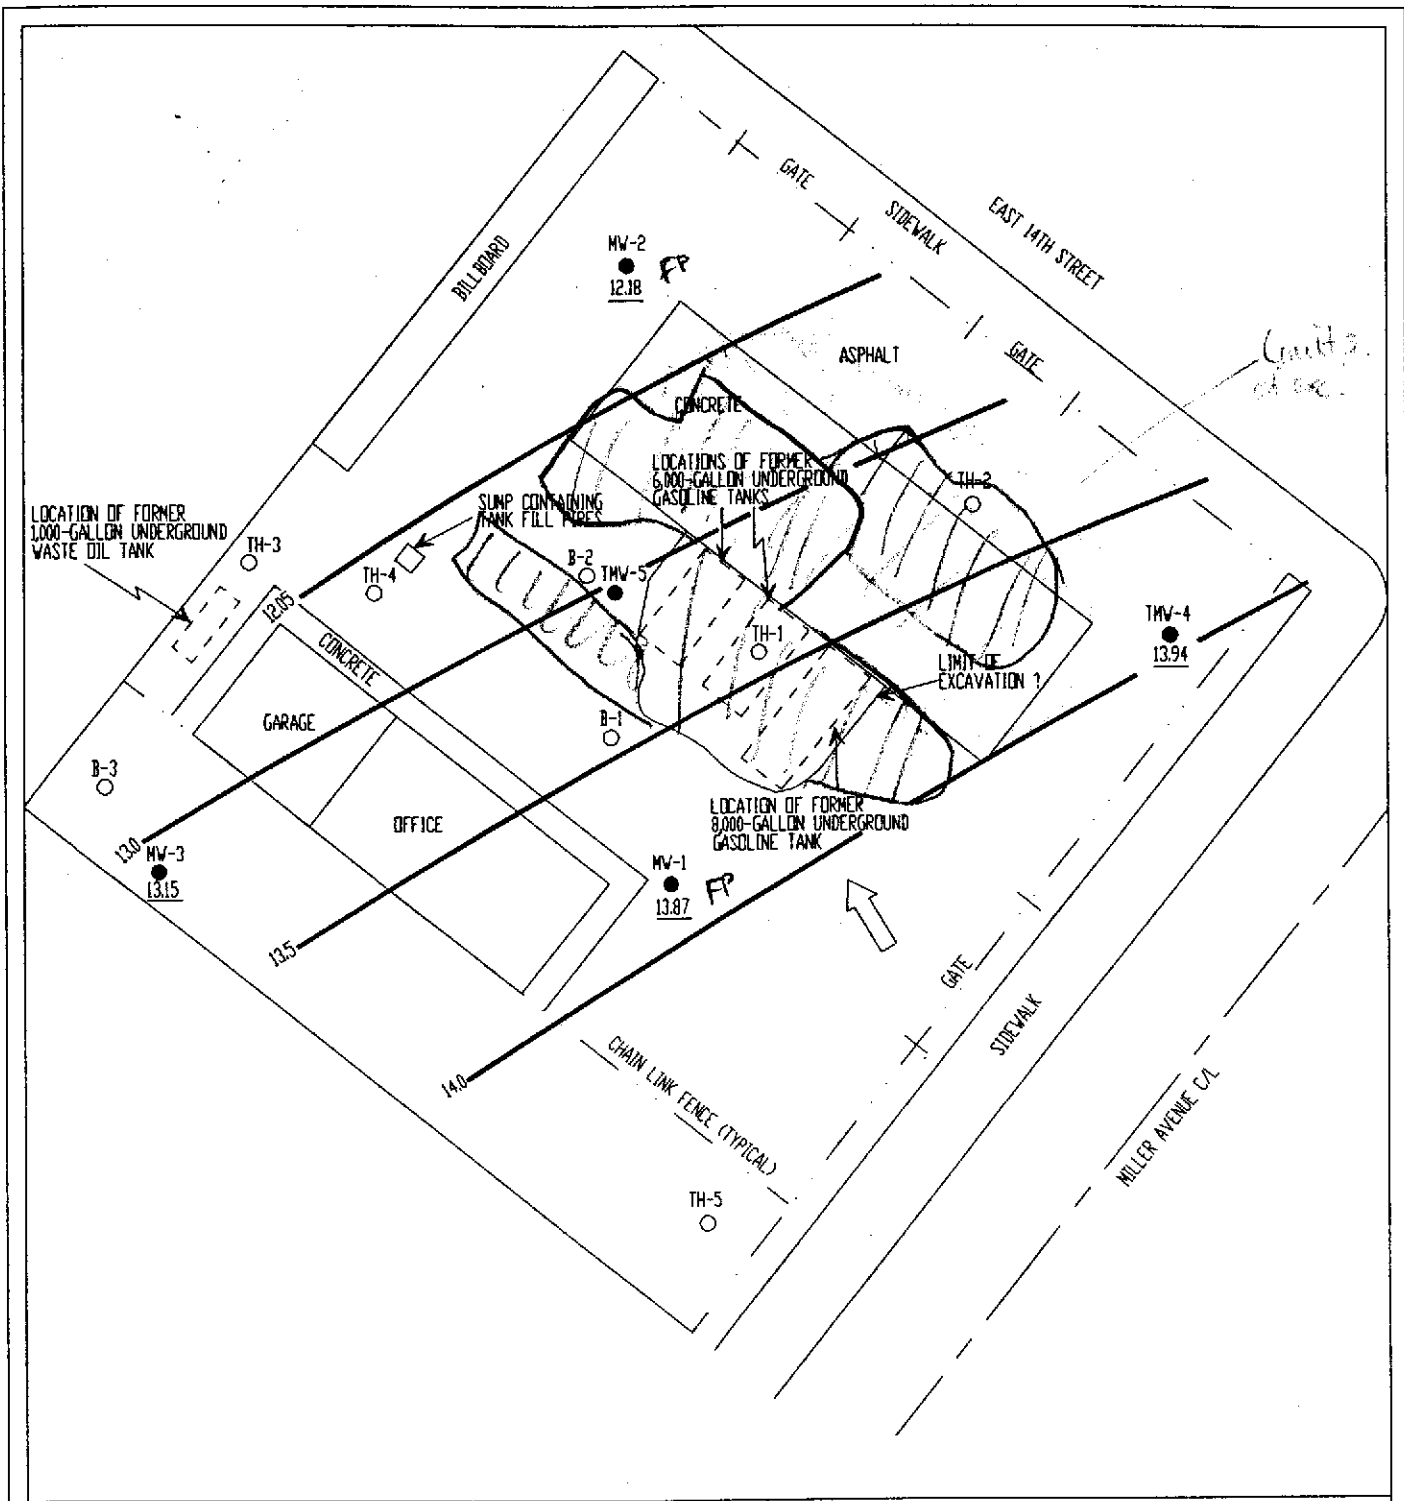 GATE
SIDEWALK
EAST 14TH STREET
MW-2
12.18
FP
BILLBOARD
GATE
ASPHALT
CONCRETE
LOCATIONS OF FORMER
6,000-GALLON UNDERGROUND
GASOLINE TANKS
TH-2
SUMP CONTAINING
TANK FILL PIPES
LOCATION OF FORMER
1,000-GALLON UNDERGROUND
WASTE OIL TANK
TH-3
TH-4
B-2
TMW-5
12.05
TMW-4
13.94
TH-1
CONCRETE
LIMIT OF
EXCAVATION ?
GARAGE
B-1
B-3
OFFICE
LOCATION OF FORMER
8,000-GALLON UNDERGROUND
GASOLINE TANK
13.0
MW-3
13.15
MW-1
13.87
FP
13.5
GATE
SIDEWALK
14.0
CHAIN LINK FENCE (TYPICAL)
MILLER AVENUE C/L
TH-5